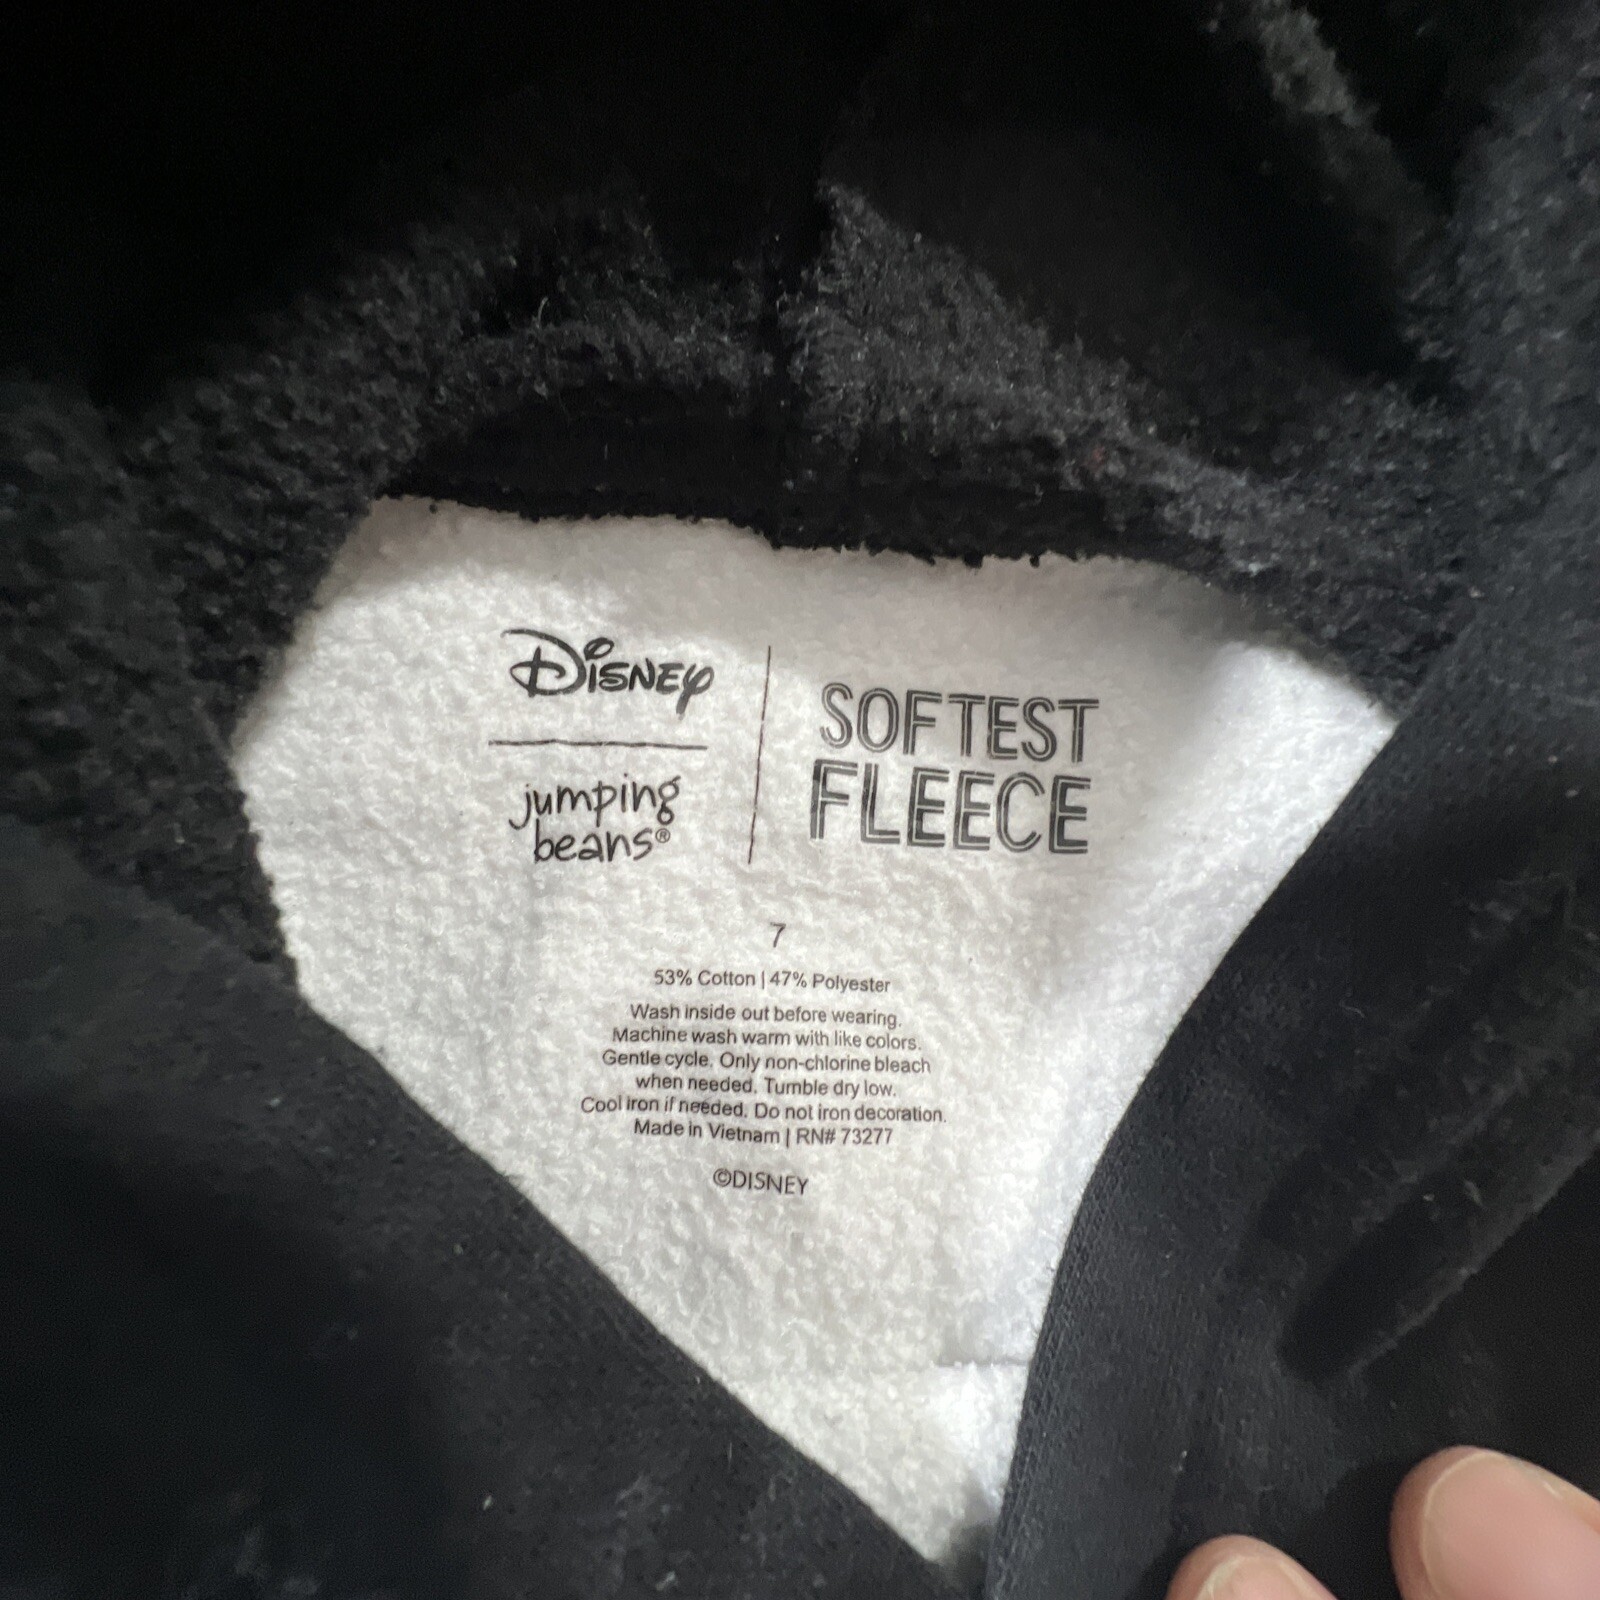 Disney
jumping
beans®
SOFTEST
FLEECE
7
53% Cotton | 47% Polyester
Wash inside out before wearing.
Machine wash warm with like colors.
Gentle cycle. Only non-chlorine bleach
when needed. Tumble dry low.
Cool iron if needed. Do not iron decoration.
Made in Vietnam | RN# 73277
©DISNEY